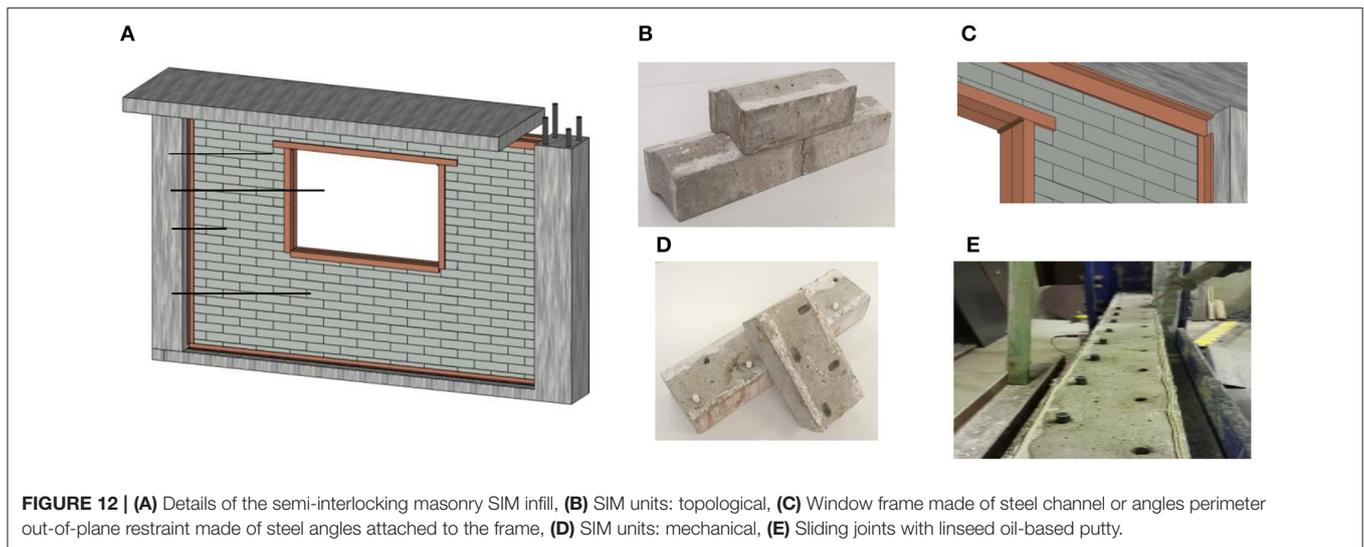 A
B
C
D
E
FIGURE 12 | (A) Details of the semi-interlocking masonry SIM infill, (B) SIM units: topological, (C) Window frame made of steel channel or angles perimeter
out-of-plane restraint made of steel angles attached to the frame, (D) SIM units: mechanical, (E) Sliding joints with linseed oil-based putty.